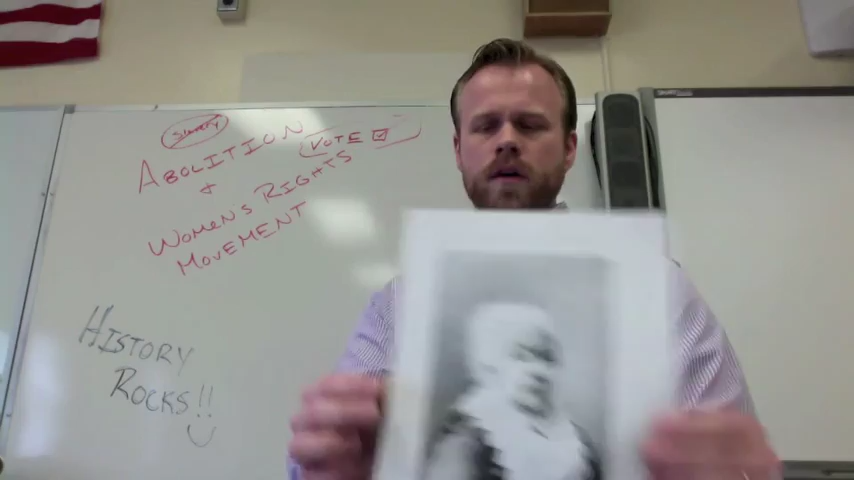 Slavery
ABOLITION
VOTE
+
WOMEN'S RIGHTS
MOVEMENT
HISTORY
ROCKS!!